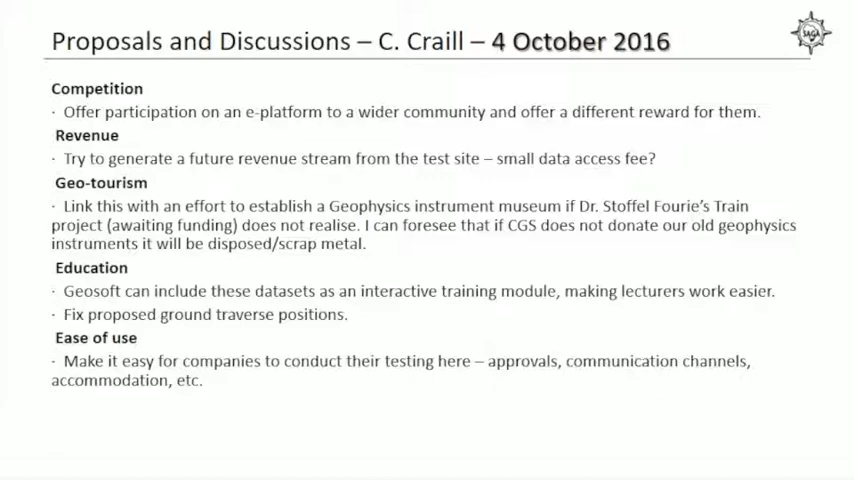 Proposals and Discussions – C. Craill – 4 October 2016
SAGA
Competition
· Offer participation on an e-platform to a wider community and offer a different reward for them.
Revenue
· Try to generate a future revenue stream from the test site – small data access fee?
Geo-tourism
· Link this with an effort to establish a Geophysics instrument museum if Dr. Stoffel Fourie's Train
project (awaiting funding) does not realise. I can foresee that if CGS does not donate our old geophysics
instruments it will be disposed/scrap metal.
Education
· Geosoft can include these datasets as an interactive training module, making lecturers work easier.
· Fix proposed ground traverse positions.
Ease of use
· Make it easy for companies to conduct their testing here – approvals, communication channels,
accommodation, etc.